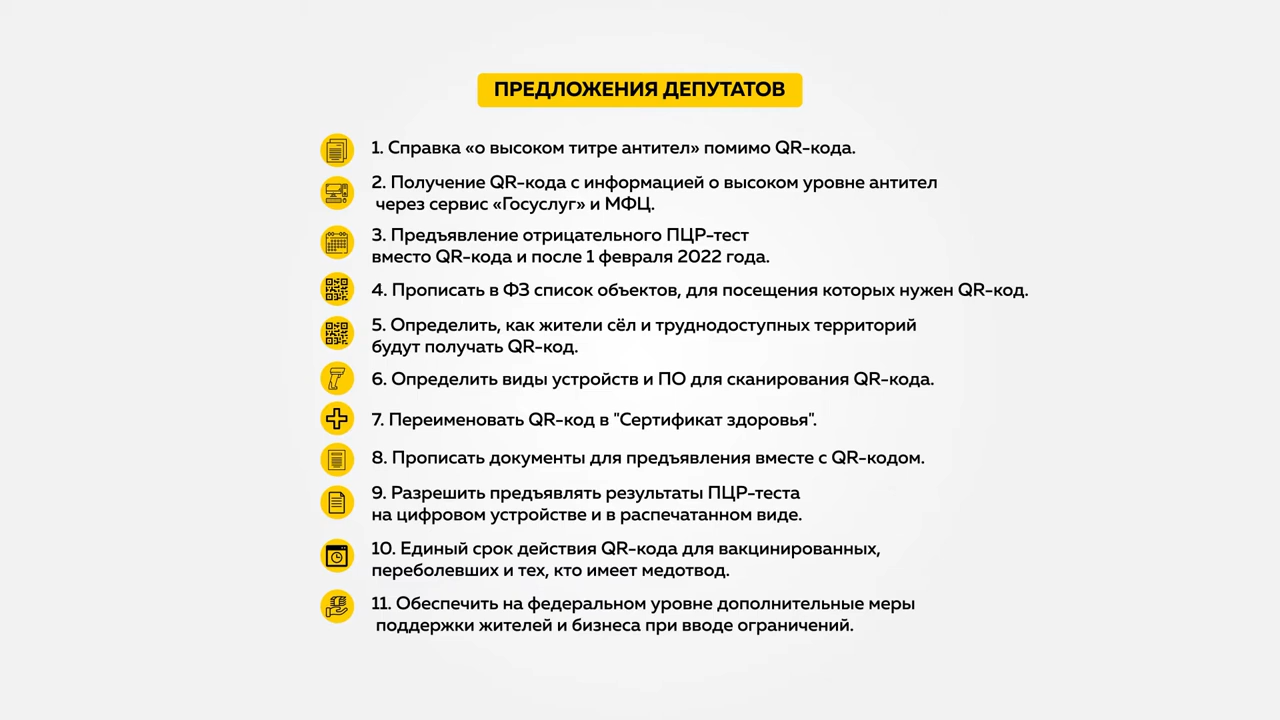 ПРЕДЛОЖЕНИЯ ДЕПУТАТОВ
1. Справка «о высоком титре антител» помимо QR-кода.
2. Получение QR-кода с информацией о высоком уровне антител
через сервис «Госуслуг» и МФЦ.
3. Предъявление отрицательного ПЦР-тест
вместо QR-кода и после 1 февраля 2022 года.
4. Прописать в ФЗ список объектов, для посещения которых нужен QR-код.
5. Определить, как жители сёл и труднодоступных территорий
будут получать QR-код.
6. Определить виды устройств и ПО для сканирования QR-кода.
7. Переименовать QR-код в "Сертификат здоровья".
8. Прописать документы для предъявления вместе с QR-кодом.
9. Разрешить предъявлять результаты ПЦР-теста
на цифровом устройстве и в распечатанном виде.
10. Единый срок действия QR-кода для вакцинированных,
переболевших и тех, кто имеет медотвод.
11. Обеспечить на федеральном уровне дополнительные меры
поддержки жителей и бизнеса при вводе ограничений.